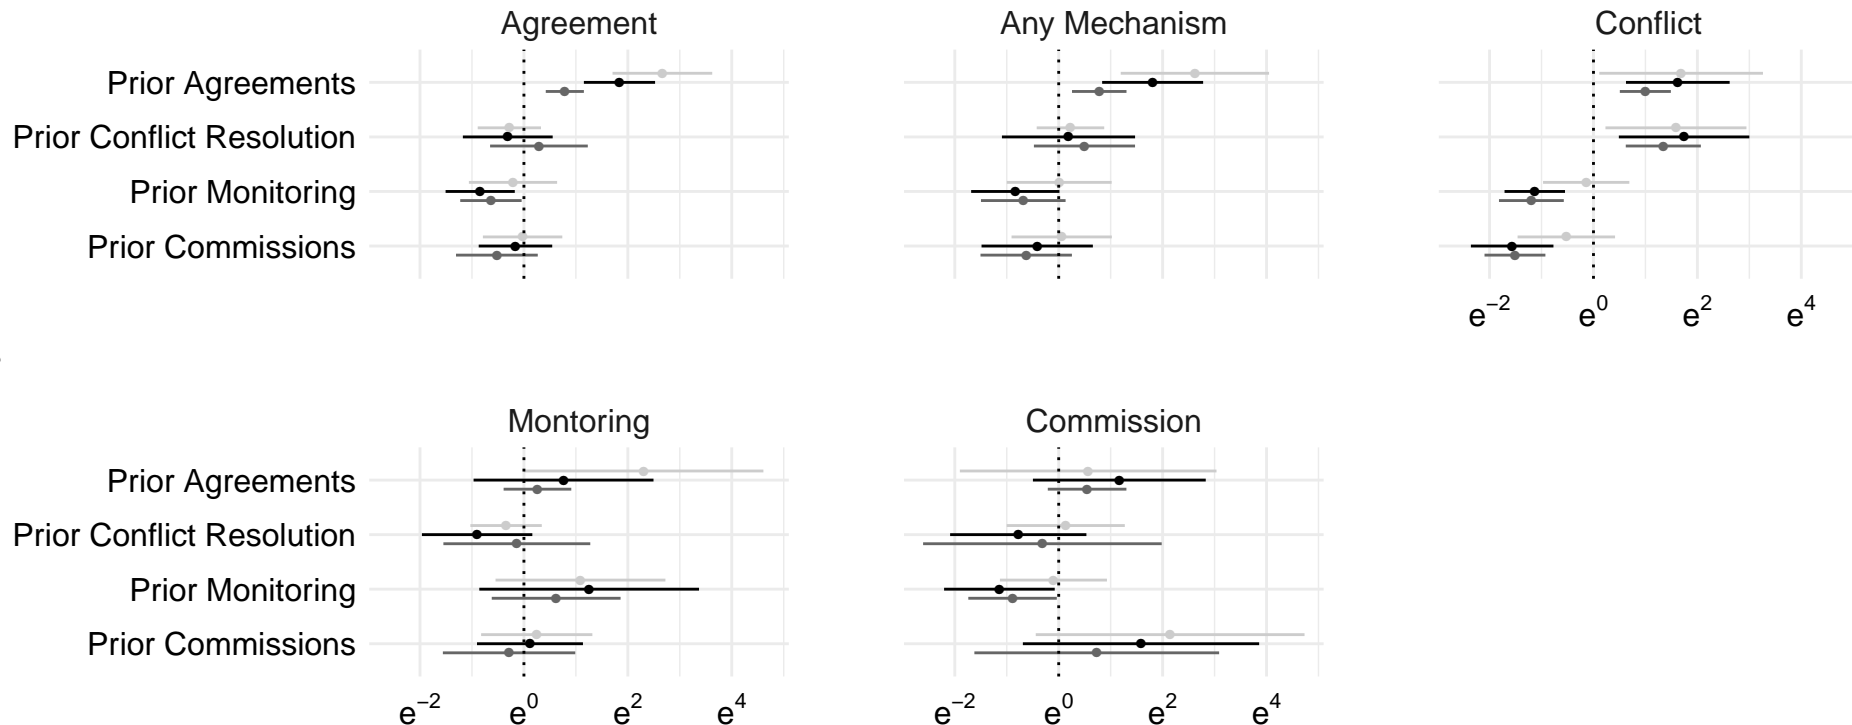 Agreement
Any Mechanism
Conflict
Prior Agreements
Prior Conflict Resolution
Prior Monitoring
Prior Commissions
e^−2 e^0 e^2 e^4
Montoring
Commission
Prior Agreements
Prior Conflict Resolution
Prior Monitoring
Prior Commissions
e^−2 e^0 e^2 e^4
e^−2 e^0 e^2 e^4